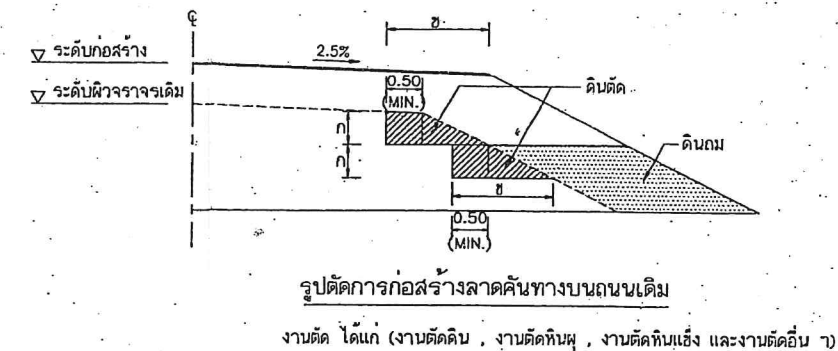 ℄
ข
ระดับก่อสร้าง
2.5%
ระดับผิวจราจรเดิม
0.50
(MIN.)
ดินตัด
ก
ก
ดินถม
ข
0.50
(MIN.)
รูปตัดการก่อสร้างลาดคันทางบนถนนเดิม
งานตัด ได้แก่ (งานตัดดิน , งานตัดหินผุ , งานตัดหินแข็ง และงานตัดอื่น ๆ)